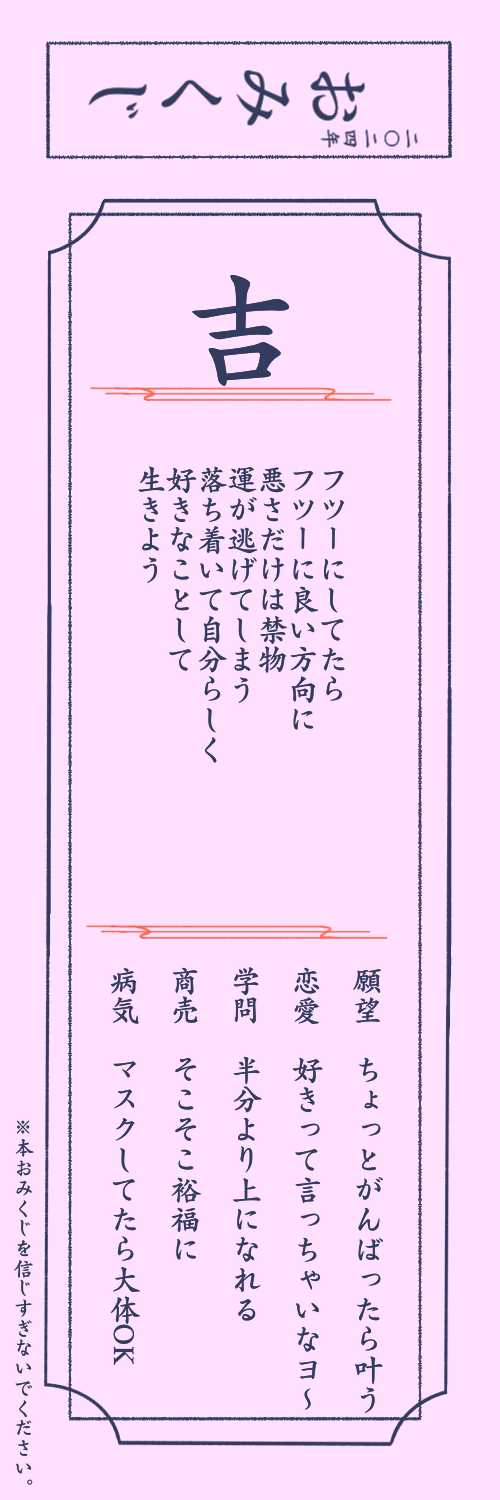 二〇二四年
おみくじ
吉
フツーにしてたら
フツーに良い方向に
悪さだけは禁物
運が逃げてしまう
落ち着いて自分らしく
好きなことして
生きよう
願望 ちょっとがんばったら叶う
恋愛 好きって言っちゃいなヨ～
学問 半分より上になれる
商売 そこそこ裕福に
病気 マスクしてたら大体OK
※本おみくじを信じすぎないでください。